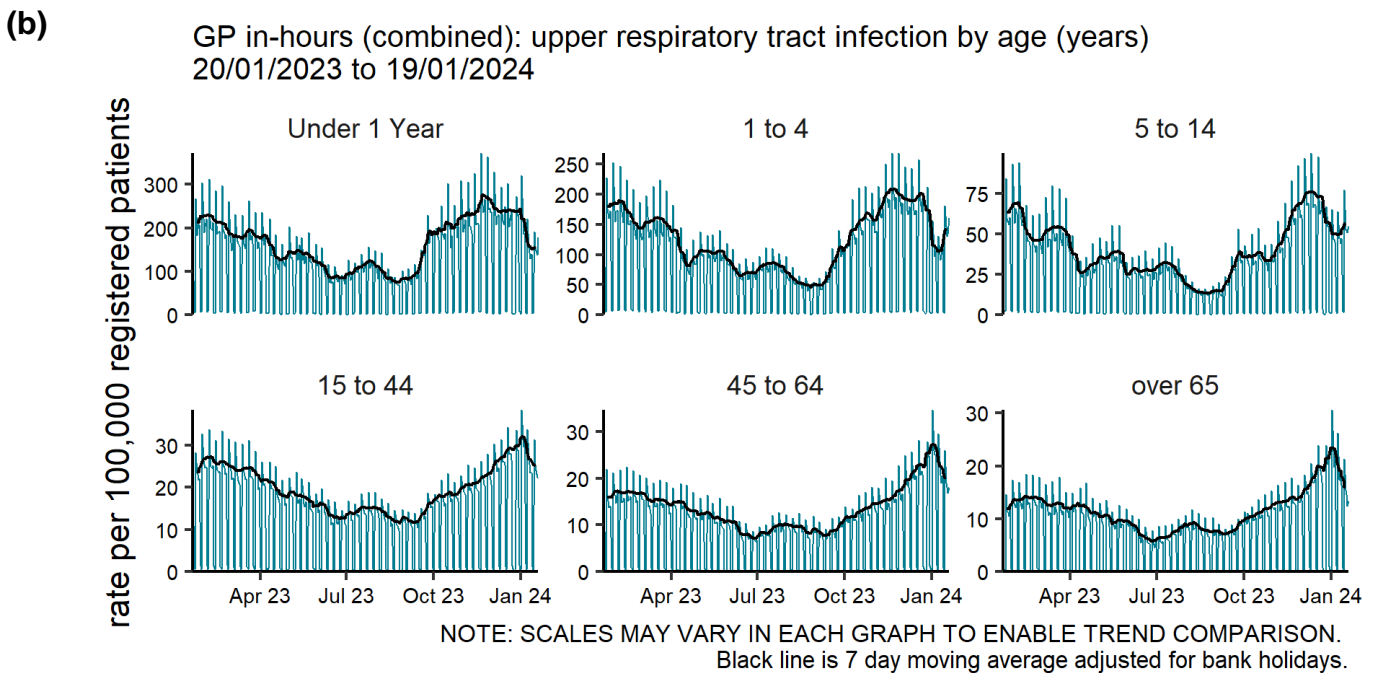 (b)
GP in-hours (combined): upper respiratory tract infection by age (years)
20/01/2023 to 19/01/2024
rate per 100,000 registered patients
Under 1 Year
300
200
100
0
1 to 4
250
200
150
100
50
0
5 to 14
75
50
25
0
15 to 44
30
20
10
0
Apr 23 Jul 23 Oct 23 Jan 24
45 to 64
30
20
10
0
Apr 23 Jul 23 Oct 23 Jan 24
over 65
30
20
10
0
Apr 23 Jul 23 Oct 23 Jan 24
NOTE: SCALES MAY VARY IN EACH GRAPH TO ENABLE TREND COMPARISON.
Black line is 7 day moving average adjusted for bank holidays.